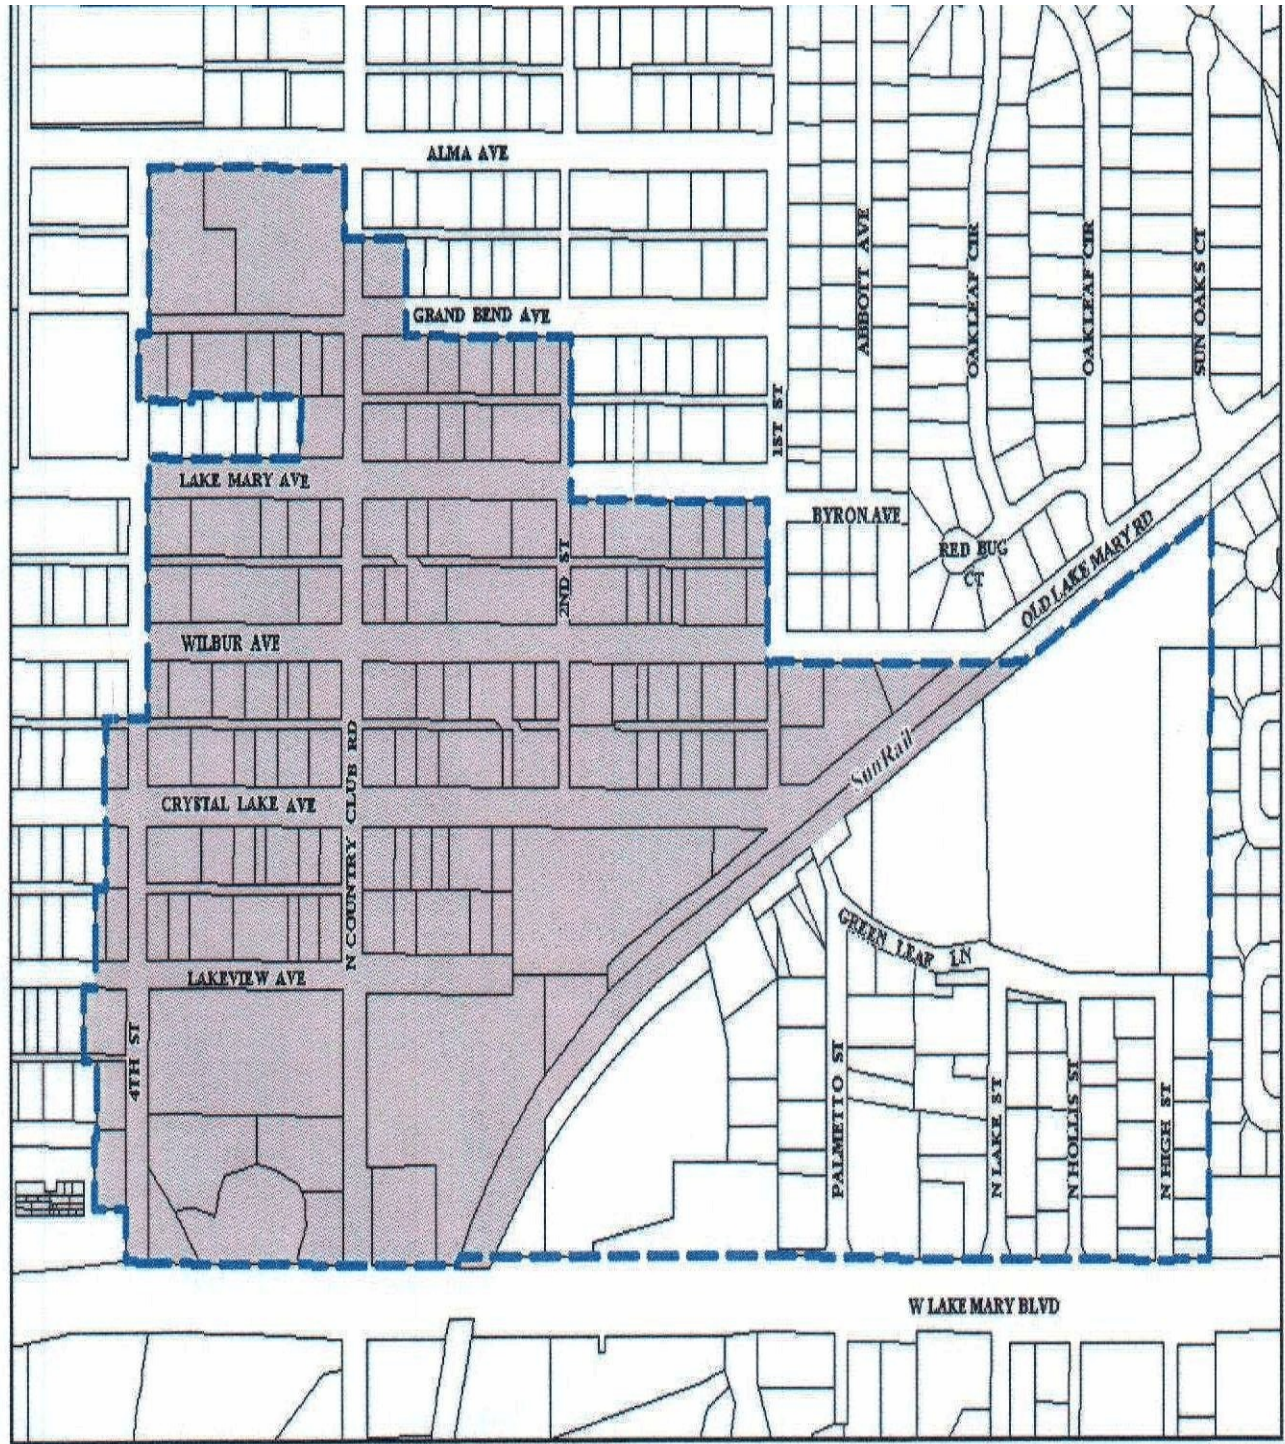 ALMA AVE
ABBOTT AVE
OAKLEAF CIR
OAKLEAF CIR
SUN OAKS CT
GRAND BEND AVE
1ST ST
LAKE MARY AVE
BYRON AVE
RED BUG
CT
OLD LAKE MARY RD
2ND ST
WILBUR AVE
N COUNTRY CLUB RD
SunRail
CRYSTAL LAKE AVE
GREEN LEAF LN
LAKEVIEW AVE
4TH ST
PALMETTO ST
N LAKE ST
N HOLLIS ST
N HIGH ST
W LAKE MARY BLVD